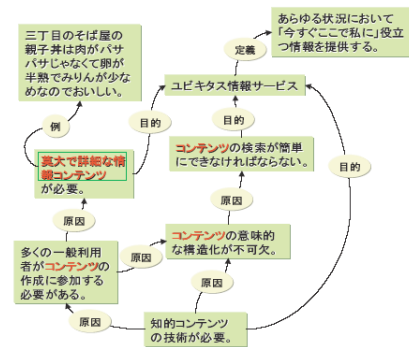 三丁目のそば屋の
親子丼は肉がパサ
パサじゃなくて卵が
半熟でみりんが少な
めなのでおいしい。
あらゆる状況において
「今すぐここで私に」役立
つ情報を提供する。
定義
ユビキタス情報サービス
例
目的
目的
目的
莫大で詳細な情
報コンテンツ
が必要。
コンテンツの検索が簡単
にできなければならない。
原因
原因
多くの一般利用
者がコンテンツの
作成に参加する
必要がある。
原因
コンテンツの意味的
な構造化が不可欠。
原因
原因
知的コンテンツ
の技術が必要。